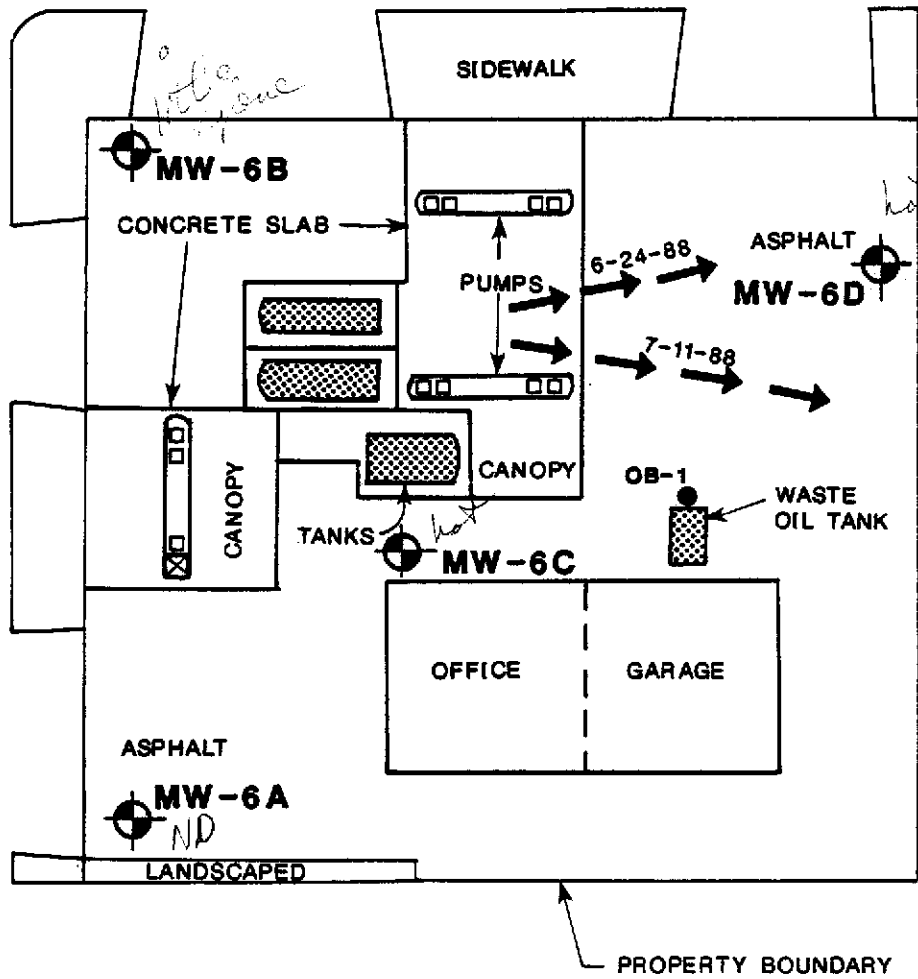 SIDEWALK
MW-6B
CONCRETE SLAB
ASPHALT
6-24-88
PUMPS
MW-6D
7-11-88
CANOPY
CANOPY
OB-1
WASTE
OIL TANK
TANKS
hot
MW-6C
OFFICE
GARAGE
ASPHALT
MW-6A
ND
LANDSCAPED
PROPERTY BOUNDARY